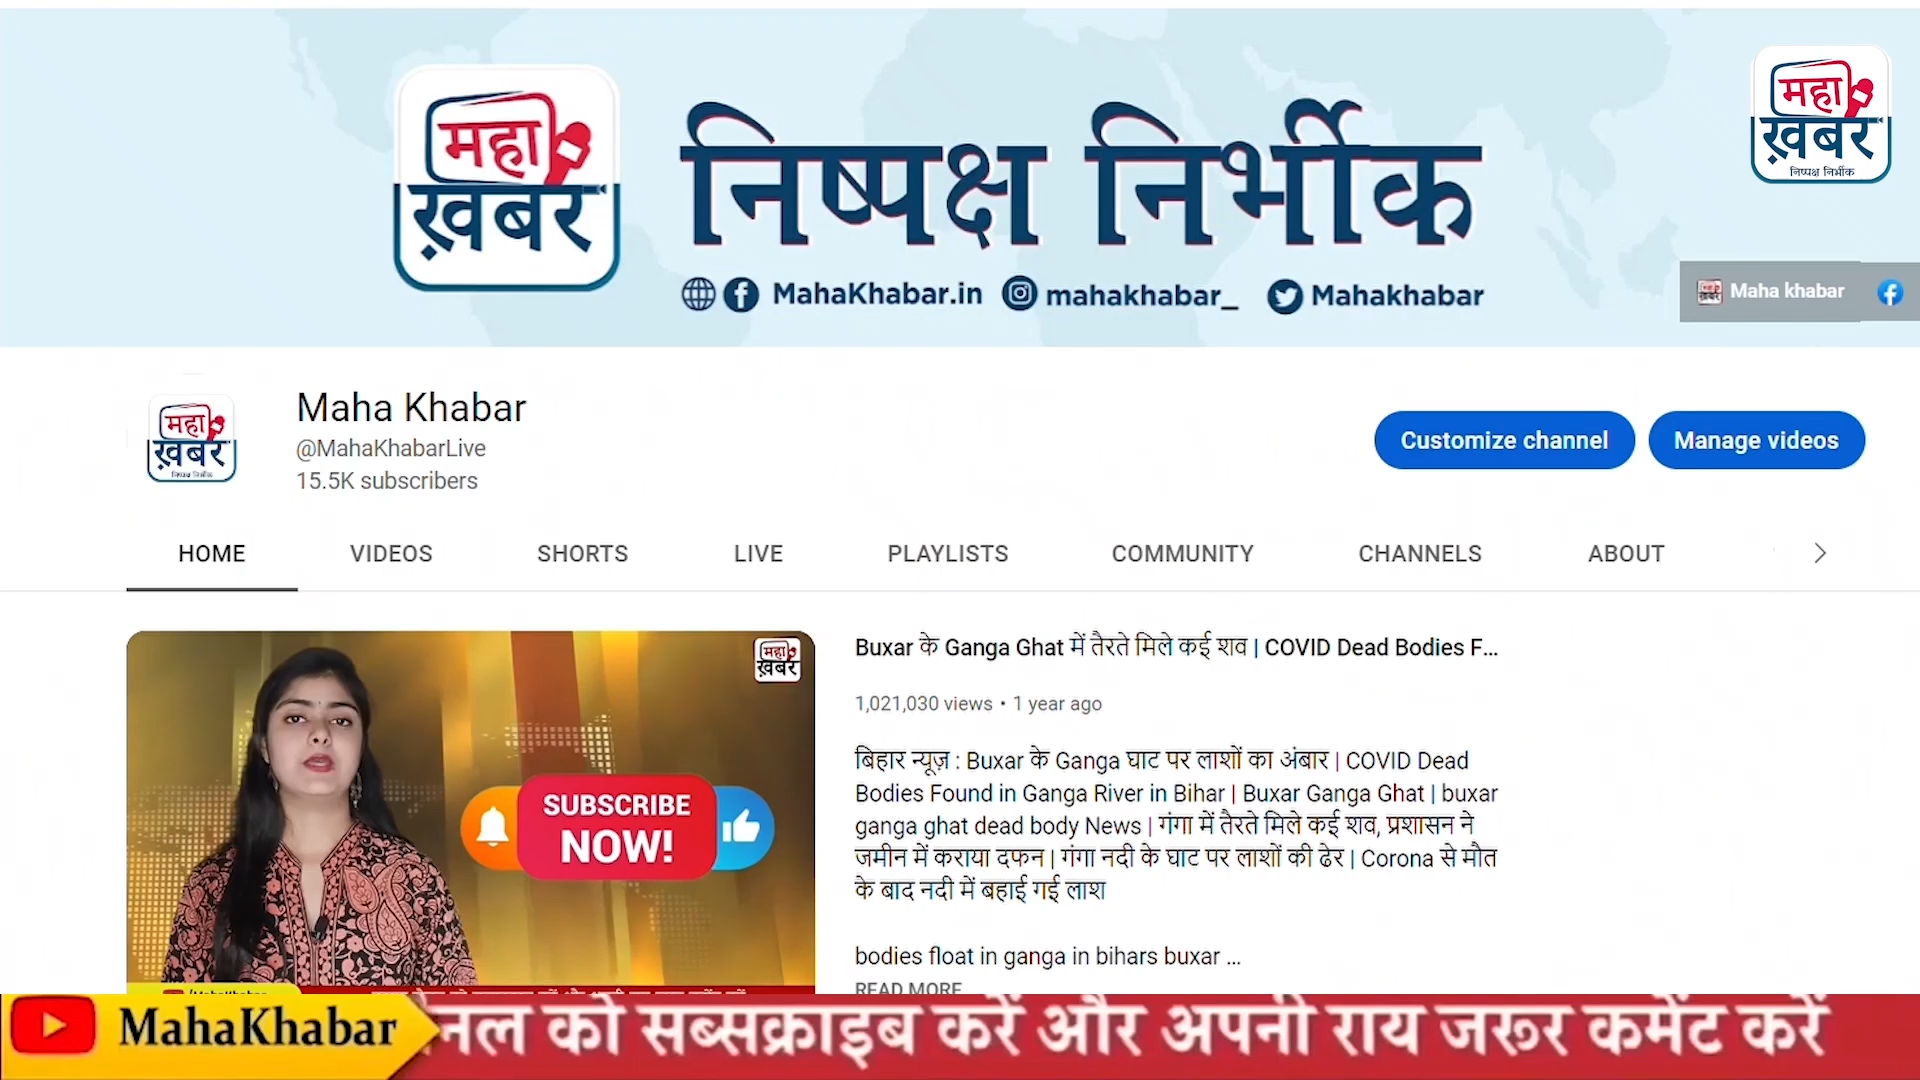 महा
ख़बर
निष्पक्ष निर्भीक
MahaKhabar.in mahakhabar_ Mahakhabar
महा
ख़बर
निष्पक्ष निर्भीक
Maha khabar
महा
ख़बर
निष्पक्ष निर्भीक
Maha Khabar
@MahaKhabarLive
15.5K subscribers
Customize channel Manage videos
HOME VIDEOS SHORTS LIVE PLAYLISTS COMMUNITY CHANNELS ABOUT
महा
ख़बर
SUBSCRIBE
NOW!
Buxar के Ganga Ghat में तैरते मिले कई शव | COVID Dead Bodies F...
1,021,030 views • 1 year ago
बिहार न्यूज़ : Buxar के Ganga घाट पर लाशों का अंबार | COVID Dead
Bodies Found in Ganga River in Bihar | Buxar Ganga Ghat | buxar
ganga ghat dead body News | गंगा में तैरते मिले कई शव, प्रशासन ने
जमीन में कराया दफन | गंगा नदी के घाट पर लाशों की ढेर | Corona से मौत
के बाद नदी में बहाई गई लाश
bodies float in ganga in bihars buxar ...
READ MORE
MahaKhabar नल को सब्सक्राइब करें और अपनी राय जरूर कमेंट करें